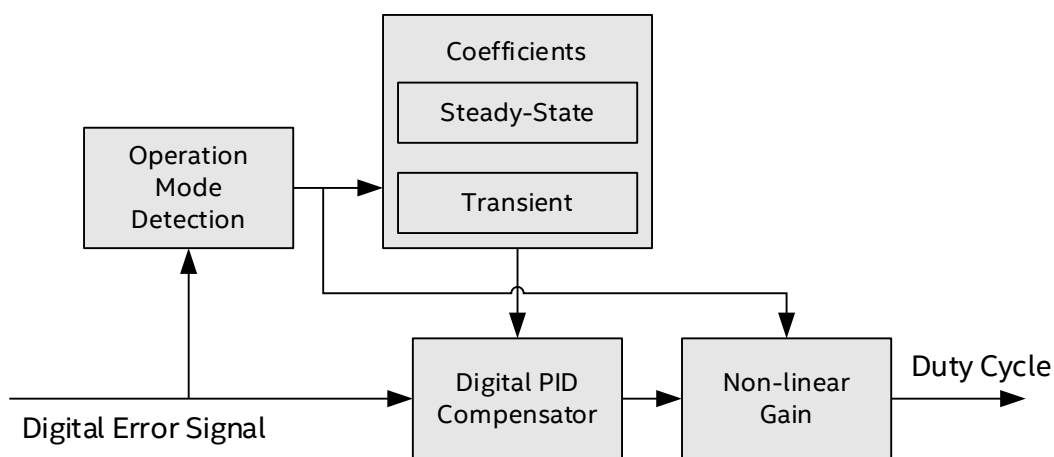 Coefficients
Steady-State
Transient
Operation
Mode
Detection
Digital Error Signal
Digital PID
Compensator
Non-linear
Gain
Duty Cycle